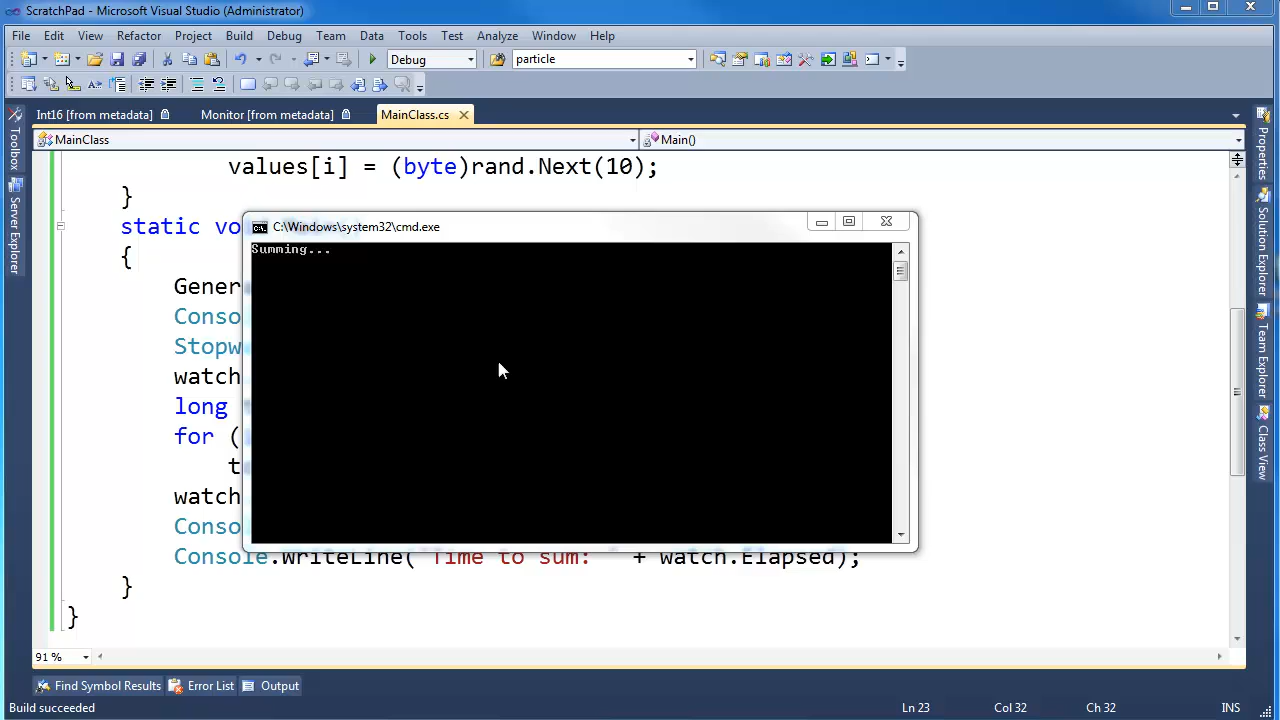 ScratchPad - Microsoft Visual Studio (Administrator)
File Edit View Refactor Project Build Debug Team Data Tools Test Analyze Window Help
Debug particle
Int16 [from metadata] Monitor [from metadata] MainClass.cs
MainClass Main()
Toolbox
Server Explorer
values[i] = (byte)rand.Next(10);
}
static vo
{
Gener
Conso
Stopw
watch
long t
for (
t
watch
Conso
Console.WriteLine("Time to sum: " + watch.Elapsed);
}
}
C:\Windows\system32\cmd.exe
Summing...
Properties
Solution Explorer
Team Explorer
Class View
91 %
Find Symbol Results Error List Output
Build succeeded Ln 23 Col 32 Ch 32 INS